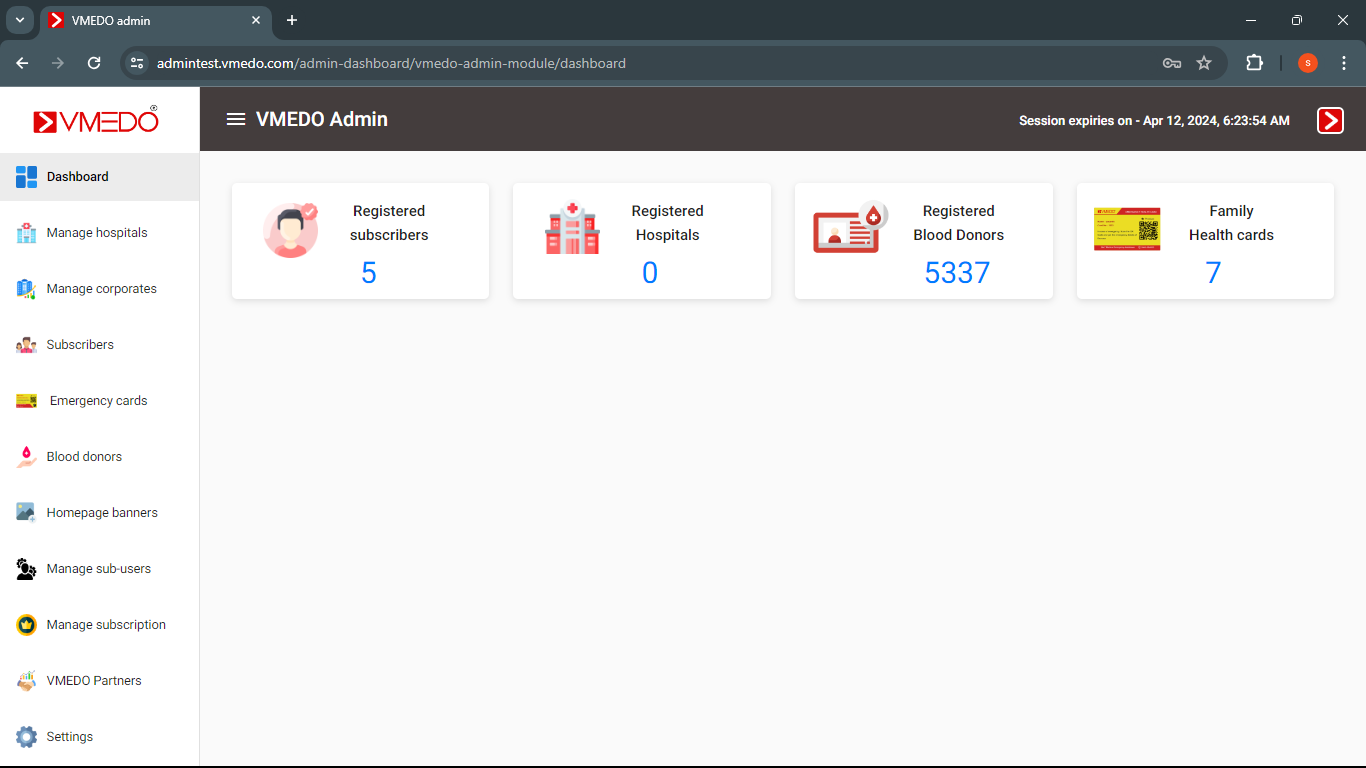 VMEDO admin
admintest.vmedo.com/admin-dashboard/vmedo-admin-module/dashboard
S
VMEDO
VMEDO Admin
Session expiries on - Apr 12, 2024, 6:23:54 AM
Dashboard
Manage hospitals
Manage corporates
Subscribers
Emergency cards
Blood donors
Homepage banners
Manage sub-users
Manage subscription
VMEDO Partners
Settings
Registered
subscribers
5
Registered
Hospitals
0
Registered
Blood Donors
5337
Family
Health cards
7